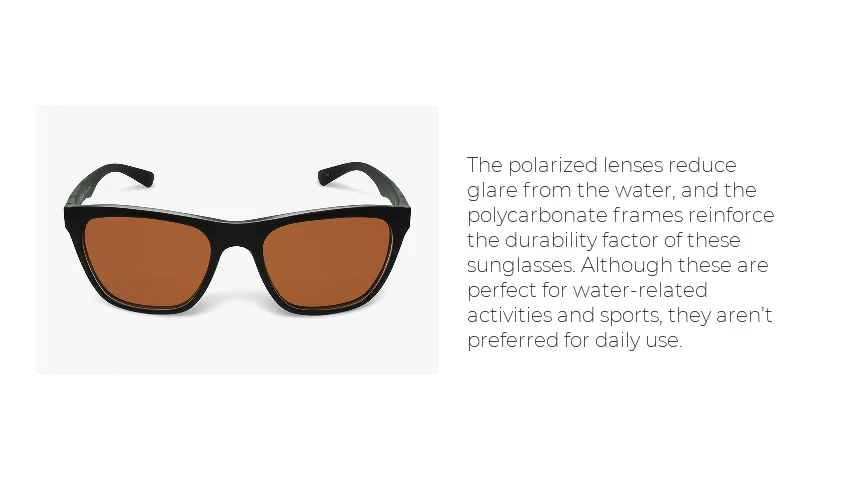 The polarized lenses reduce
glare from the water, and the
polycarbonate frames reinforce
the durability factor of these
sunglasses. Although these are
perfect for water-related
activities and sports, they aren’t
preferred for daily use.